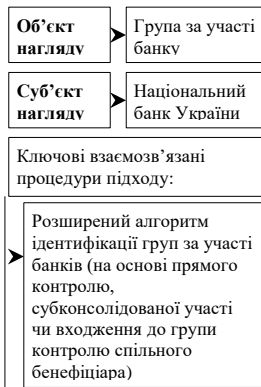 Об’єкт
нагляду
Група за участі
банку
Суб’єкт
нагляду
Національний
банк України
Ключові взаємозв’язані
процедури підходу:
Розширений алгоритм
ідентифікації груп за участі
банків (на основі прямого
контролю,
субконсолідованої участі
чи входження до групи
контролю спільного
бенефіціара)